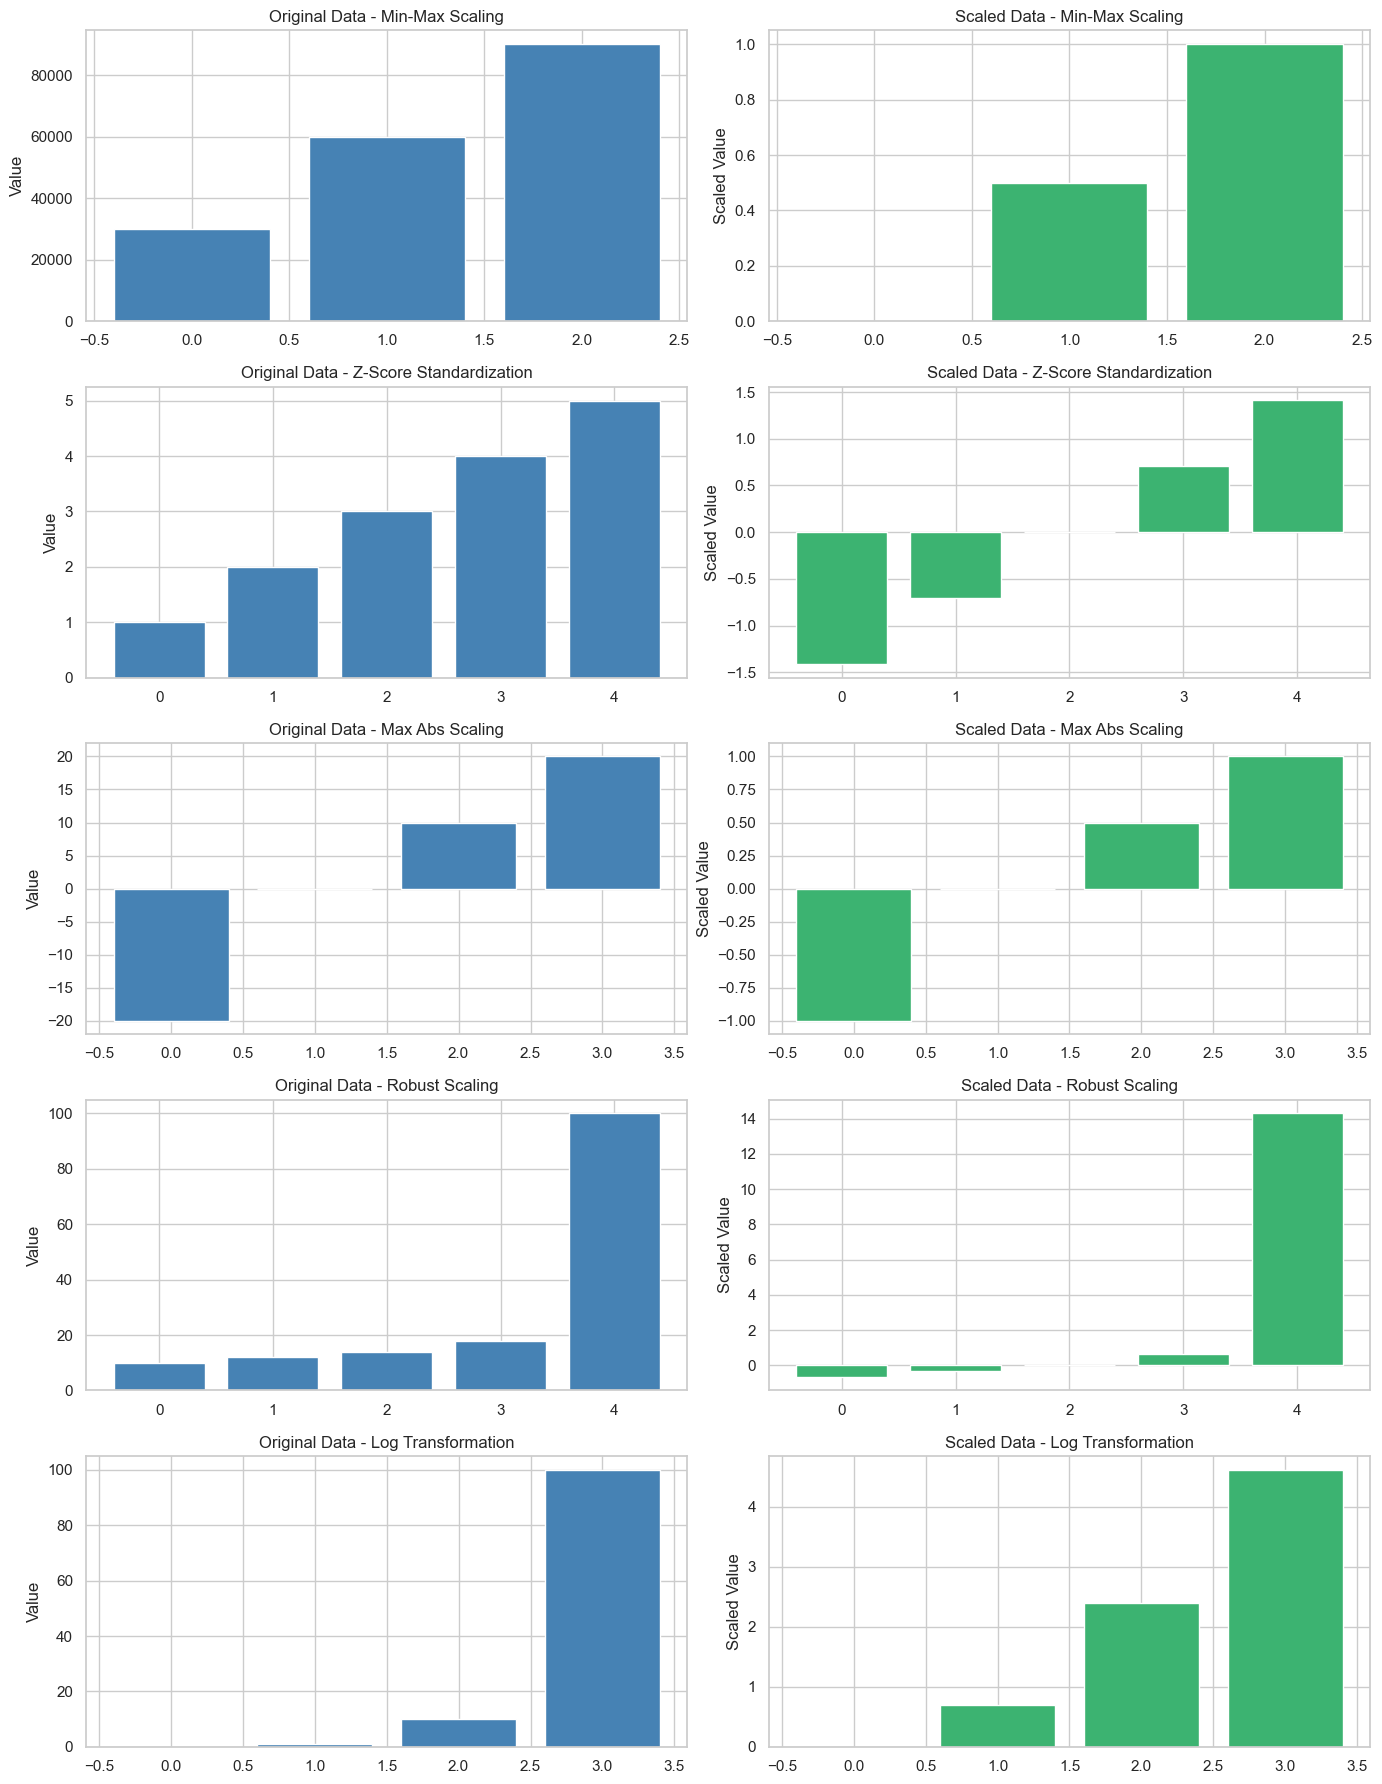 Original Data - Min-Max Scaling
Value
80000
60000
40000
20000
0
−0.5 0.0 0.5 1.0 1.5 2.0 2.5
Scaled Data - Min-Max Scaling
Scaled Value
1.0
0.8
0.6
0.4
0.2
0.0
−0.5 0.0 0.5 1.0 1.5 2.0 2.5
Original Data - Z-Score Standardization
Value
5
4
3
2
1
0
0 1 2 3 4
Scaled Data - Z-Score Standardization
Scaled Value
1.5
1.0
0.5
0.0
−0.5
−1.0
−1.5
0 1 2 3 4
Original Data - Max Abs Scaling
Value
20
15
10
5
0
−5
−10
−15
−20
−0.5 0.0 0.5 1.0 1.5 2.0 2.5 3.0 3.5
Scaled Data - Max Abs Scaling
Scaled Value
1.00
0.75
0.50
0.25
0.00
−0.25
−0.50
−0.75
−1.00
−0.5 0.0 0.5 1.0 1.5 2.0 2.5 3.0 3.5
Original Data - Robust Scaling
Value
100
80
60
40
20
0
0 1 2 3 4
Scaled Data - Robust Scaling
Scaled Value
14
12
10
8
6
4
2
0
0 1 2 3 4
Original Data - Log Transformation
Value
100
80
60
40
20
0
−0.5 0.0 0.5 1.0 1.5 2.0 2.5 3.0 3.5
Scaled Data - Log Transformation
Scaled Value
4
3
2
1
0
−0.5 0.0 0.5 1.0 1.5 2.0 2.5 3.0 3.5